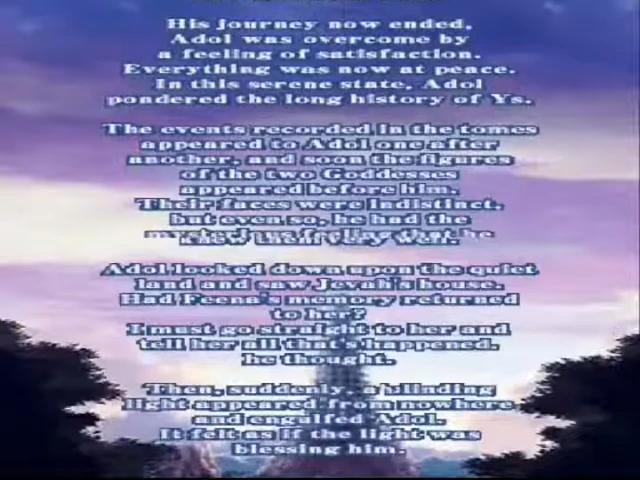 His journey now ended,
Adol was overcome by
a feeling of satisfaction.
Everything was now at peace.
In this serene state, Adol
pondered the long history of Ys.
The events recorded in the tomes
appeared to Adol one after
another, and soon the figures
of the two Goddesses
appeared before him.
Their faces were indistinct,
but even so, he had the
mysterious feeling that he
knew them very well.
Adol looked down upon the quiet
land and saw Jevah's house.
Had Feena's memory returned
to her?
I must go straight to her and
tell her all that's happened,
he thought.
Then, suddenly, a blinding
light appeared from nowhere
and engulfed Adol.
It felt as if the light was
blessing him.